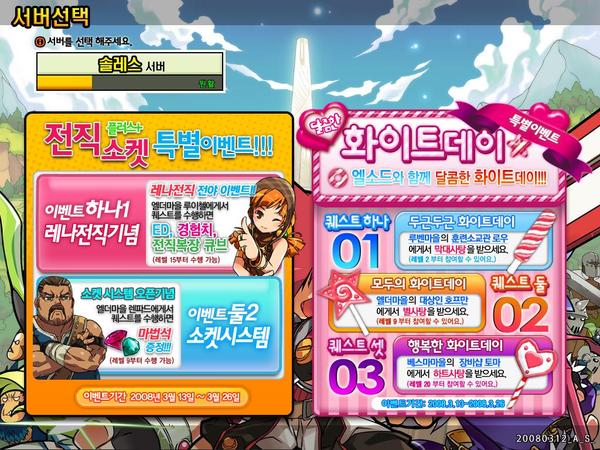 서버선택
서버를 선택 해주세요.
솔레스 서버
원활
전직 플러스+ 소켓 특별이벤트!!!
이벤트 하나1
레나전직기념
레나전직 전야 이벤트!!
엘더마을 루이첼에게서
퀘스트를 수행하면
ED, 경험치,
전직복장 큐브
(레벨 15부터 수행 가능)
소켓 시스템 오픈기념
엘더마을 렌파드에게서
퀘스트를 수행하면
마법석
증정!!!
(레벨 9부터 수행 가능)
이벤트 둘2
소켓시스템
이벤트기간 2008년 3월 13일 ~ 3월 26일
달콤한
화이트데이
특별이벤트
엘소드와 함께 달콤한 화이트데이!!!
퀘스트 하나
01
두근두근 화이트데이
루벤마을의 훈련소교관 로우
에게서 막대사탕을 받으세요.
(레벨 2 부터 참여할 수 있어요.)
모두의 화이트데이
엘더마을의 대상인 호프만
에게서 별사탕을 받으세요.
(레벨 9 부터 참여할 수 있어요.)
퀘스트 둘
02
퀘스트 셋
03
행복한 화이트데이
베스마마을의 장비샵 토마
에게서 하트사탕을 받으세요.
(레벨 20 부터 참여할 수 있어요.)
이벤트기간: 2008.3.13~2008.3.26
20080312_A_S